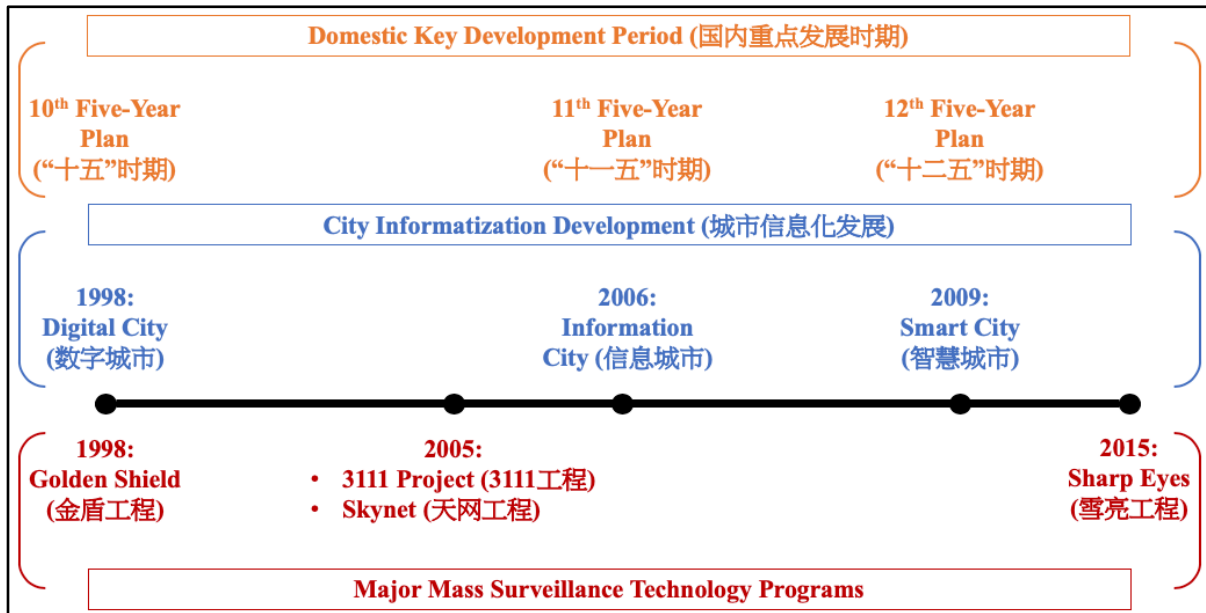 Domestic Key Development Period (国内重点发展时期)
10th Five-Year
Plan
(“十五”时期)
11th Five-Year
Plan
(“十一五”时期)
12th Five-Year
Plan
(“十二五”时期)
City Informatization Development (城市信息化发展)
1998:
Digital City
(数字城市)
2006:
Information
City (信息城市)
2009:
Smart City
(智慧城市)
1998:
Golden Shield
(金盾工程)
2005:
• 3111 Project (3111工程)
• Skynet (天网工程)
2015:
Sharp Eyes
(雪亮工程)
Major Mass Surveillance Technology Programs